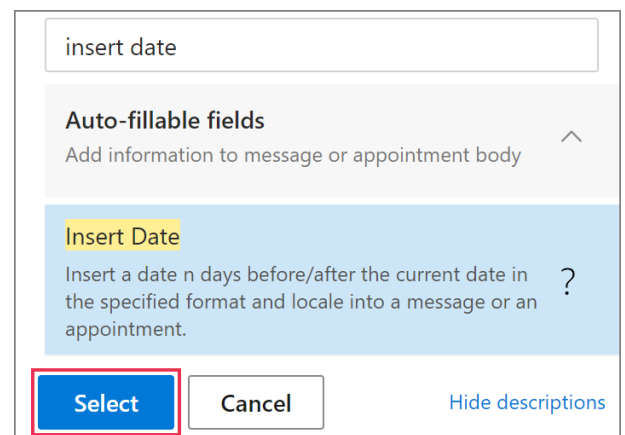 insert date
Auto-fillable fields
Add information to message or appointment body
Insert Date
Insert a date n days before/after the current date in
the specified format and locale into a message or an
appointment.
?
Select
Cancel
Hide descriptions